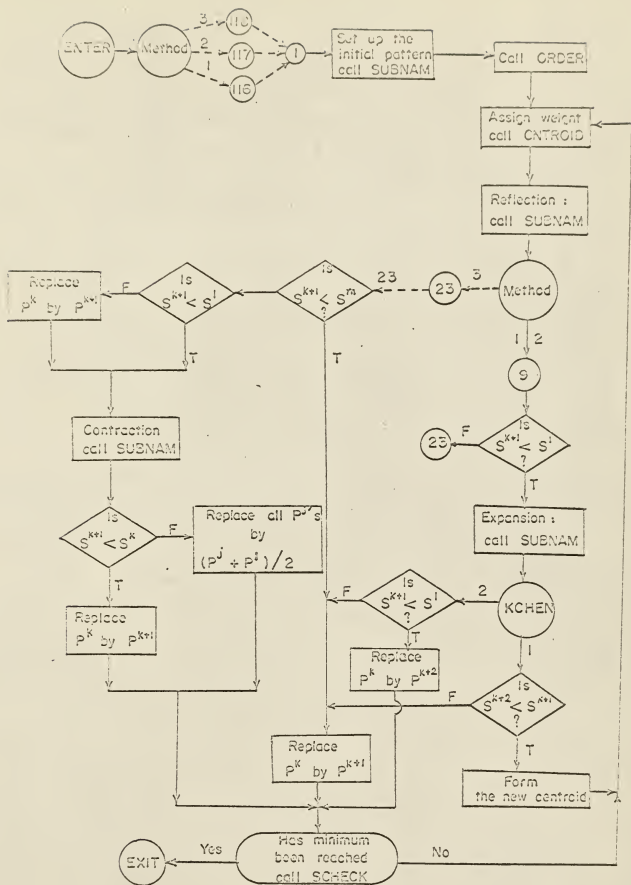 ENTER
Method
3
118
2
117
1
116
1
Set up the
initial pattern
call SUBNAM
Call ORDER
Assign weight
call CNTROID
Reflection :
call SUBNAM
Method
3
23
23
Is
S^{k+1} < S^m
?
T
Is
S^{k+1} < S^1
F
T
Replace
P^k by P^{k+1}
1 2
9
Is
S^{k+1} < S^1
?
F
23
T
Contraction
call SUBNAM
Expansion :
call SUBNAM
Is
S^{k+1} < S^k
F
T
Replace all P^j's
by
(P^j + P^1)/2
KCHEN
2
1
Is
S^{k+1} < S^1
?
F
T
Replace
P^k by P^{k+1}
Replace
P^k by P^{k+2}
Is
S^{k+2} < S^{k+1}
?
F
T
Replace
P^k by P^{k+1}
Form
the new centroid
Has minimum
been reached
call SCHECK
Yes
EXIT
No